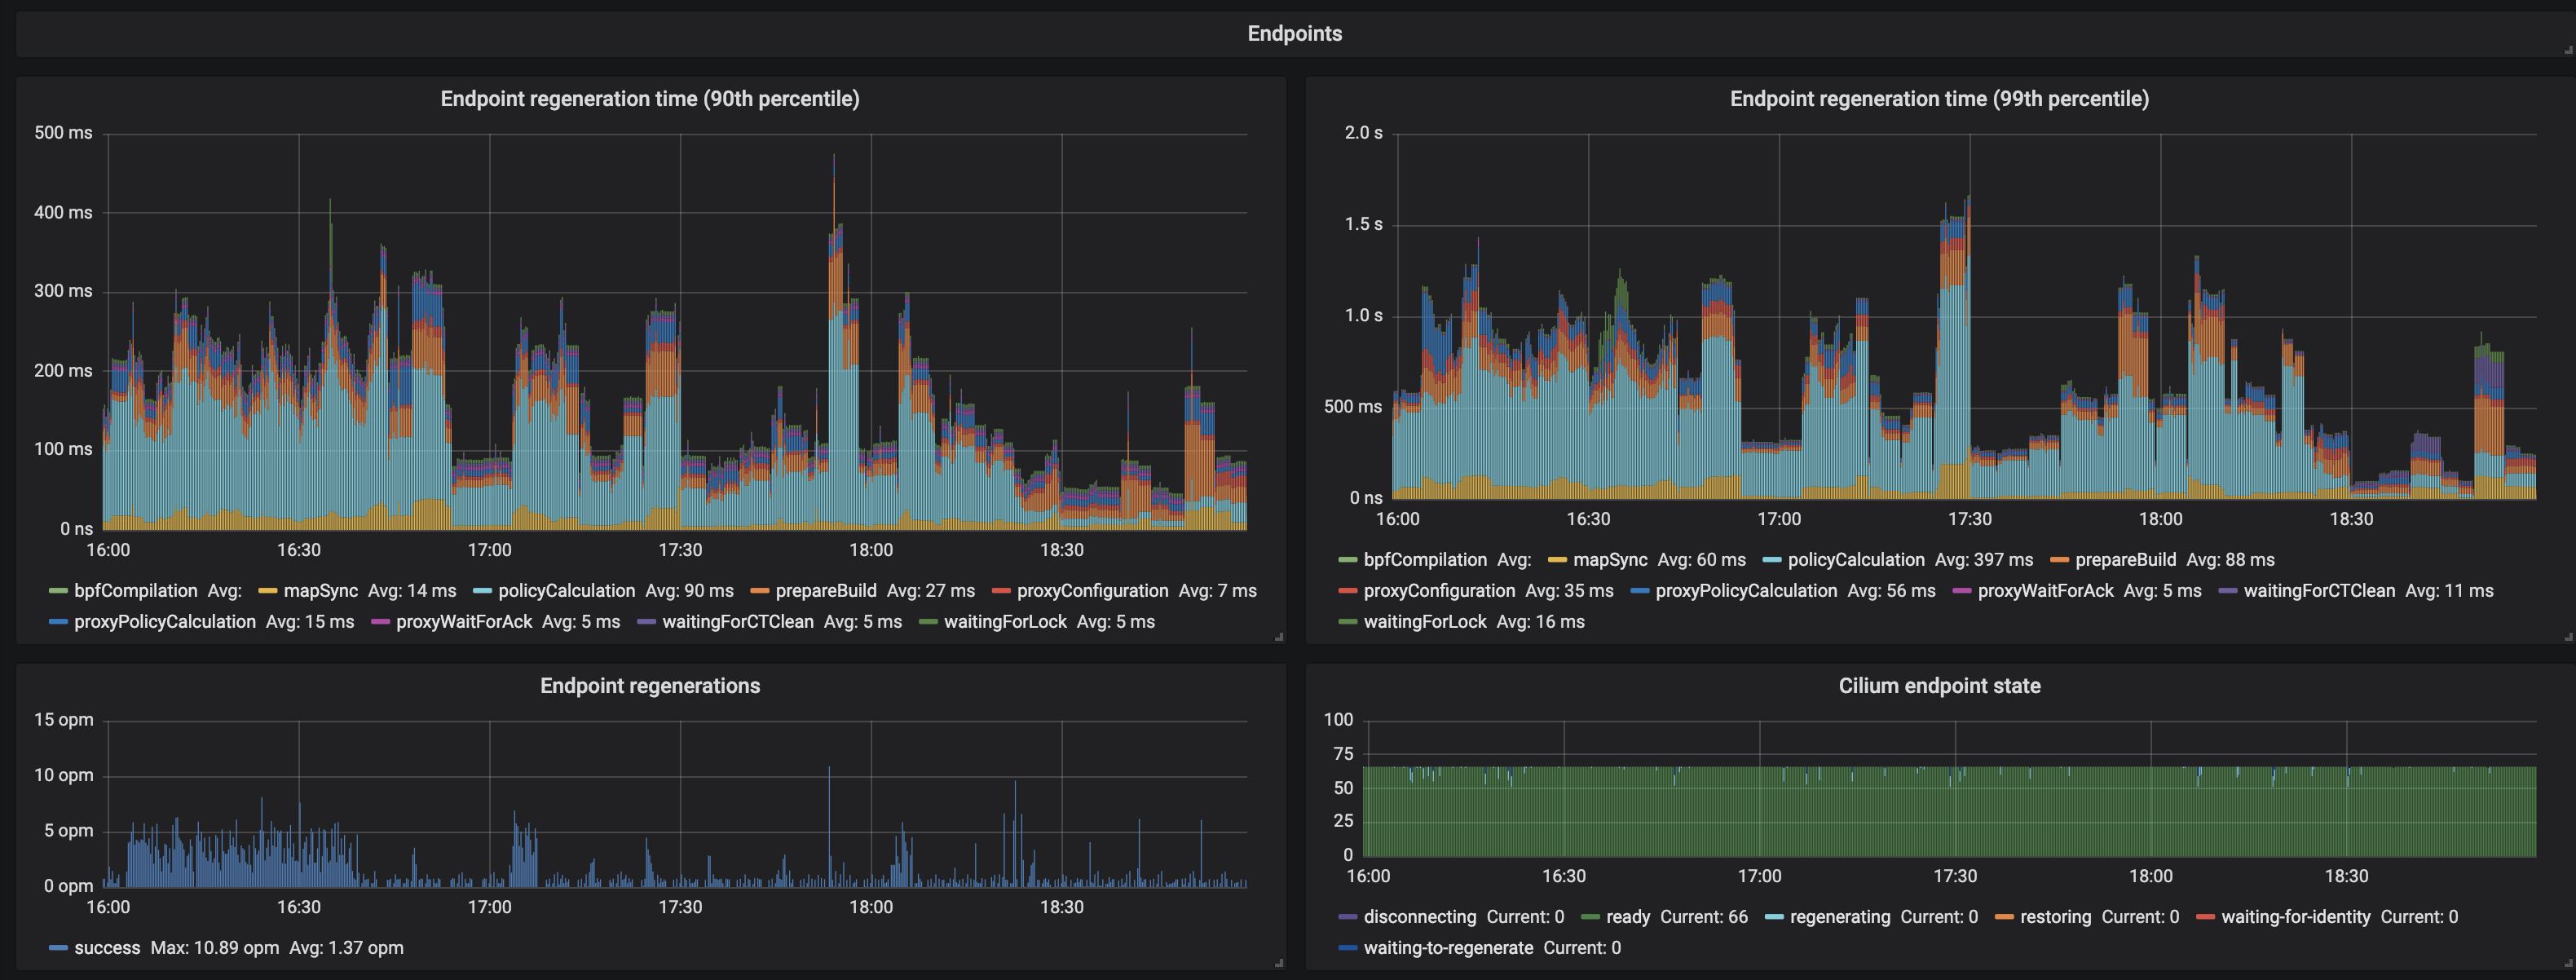 Endpoints
Endpoint regeneration time (90th percentile)
500 ms
400 ms
300 ms
200 ms
100 ms
0 ns
16:00 16:30 17:00 17:30 18:00 18:30
bpfCompilation Avg: mapSync Avg: 14 ms policyCalculation Avg: 90 ms prepareBuild Avg: 27 ms proxyConfiguration Avg: 7 ms
proxyPolicyCalculation Avg: 15 ms proxyWaitForAck Avg: 5 ms waitingForCTClean Avg: 5 ms waitingForLock Avg: 5 ms
Endpoint regeneration time (99th percentile)
2.0 s
1.5 s
1.0 s
500 ms
0 ns
16:00 16:30 17:00 17:30 18:00 18:30
bpfCompilation Avg: mapSync Avg: 60 ms policyCalculation Avg: 397 ms prepareBuild Avg: 88 ms
proxyConfiguration Avg: 35 ms proxyPolicyCalculation Avg: 56 ms proxyWaitForAck Avg: 5 ms waitingForCTClean Avg: 11 ms
waitingForLock Avg: 16 ms
Endpoint regenerations
15 opm
10 opm
5 opm
0 opm
16:00 16:30 17:00 17:30 18:00 18:30
success Max: 10.89 opm Avg: 1.37 opm
Cilium endpoint state
100
75
50
25
0
16:00 16:30 17:00 17:30 18:00 18:30
disconnecting Current: 0 ready Current: 66 regenerating Current: 0 restoring Current: 0 waiting-for-identity Current: 0
waiting-to-regenerate Current: 0